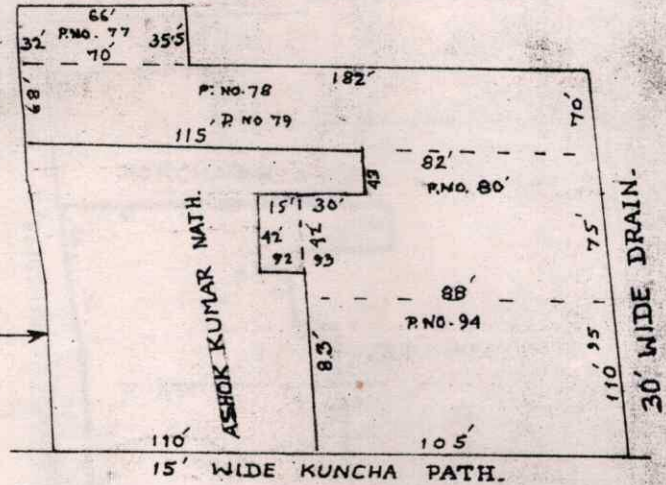 66'
P.NO. 77
32' 35'5
70'
68'
182'
P. NO. 78
P. NO 79
70'
115
82'
P.NO. 80'
43
15' 30'
42' 42'
92 93
75'
88'
P. NO-94
8.3'
95
110'
ASHOK KUMAR NATH.
110' 105'
15' WIDE KUNCHA PATH.
30' WIDE DRAIN.